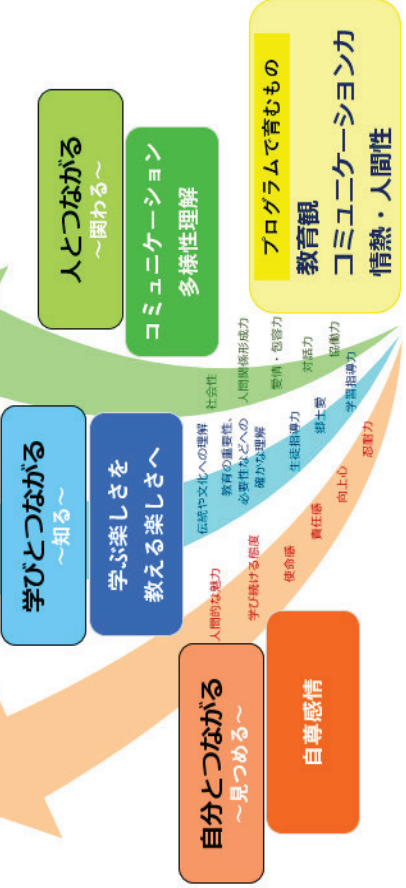 人とつながる
～関わる～
コミュニケーション
多様性理解
プログラムで育むもの
教育観
コミュニケーション力
情熱・人間性
社会性
人間関係形成力
愛情・包容力
対話力
協働力
学びとつながる
～知る～
学ぶ楽しさを
教える楽しさへ
伝統や文化への理解
教育の重要性、
必要性などへの
確かな理解
生徒指導力
郷土愛
学習指導力
自分とつながる
～見つめる～
自尊感情
人間的な魅力
学び続ける態度
使命感
責任感
向上心
忍耐力